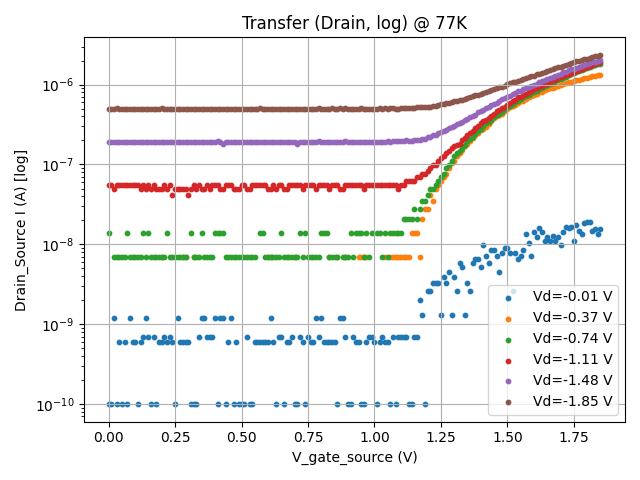 Transfer (Drain, log) @ 77K
Drain_Source I (A) [log]
10⁻⁶
10⁻⁷
10⁻⁸
10⁻⁹
10⁻¹⁰
Vd=-0.01 V
Vd=-0.37 V
Vd=-0.74 V
Vd=-1.11 V
Vd=-1.48 V
Vd=-1.85 V
0.00 0.25 0.50 0.75 1.00 1.25 1.50 1.75
V_gate_source (V)